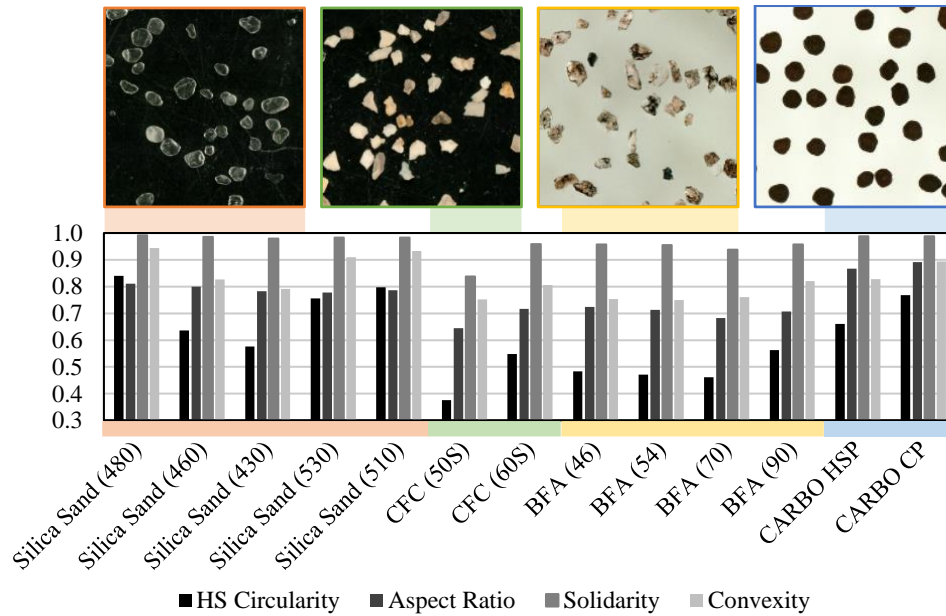 1.0
0.9
0.8
0.7
0.6
0.5
0.4
0.3
Silica Sand (480)
Silica Sand (460)
Silica Sand (430)
Silica Sand (530)
Silica Sand (510)
CFC (50S)
CFC (60S)
BFA (46)
BFA (54)
BFA (70)
BFA (90)
CARBO HSP
CARBO CP
HS Circularity Aspect Ratio Solidarity Convexity